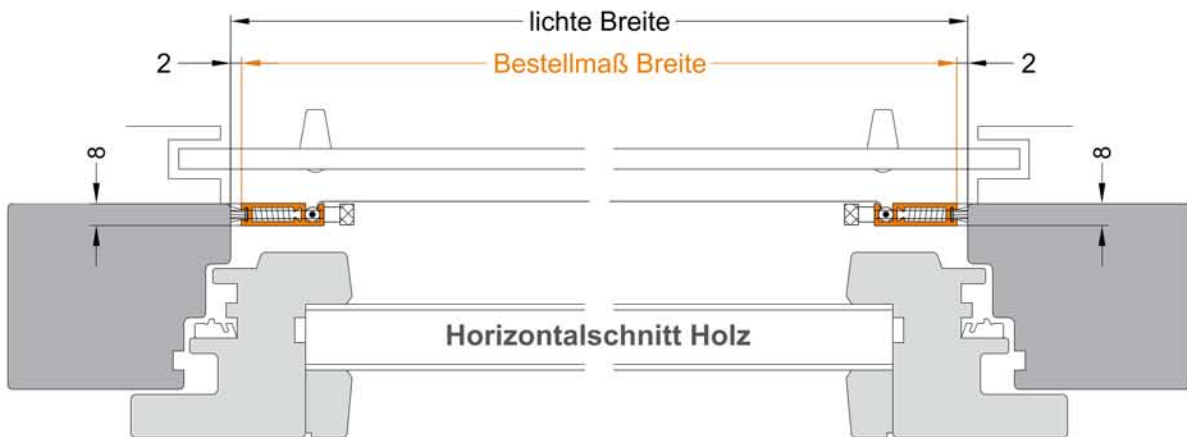 lichte Breite
2 Bestellmaß Breite 2
8 8
Horizontalschnitt Holz